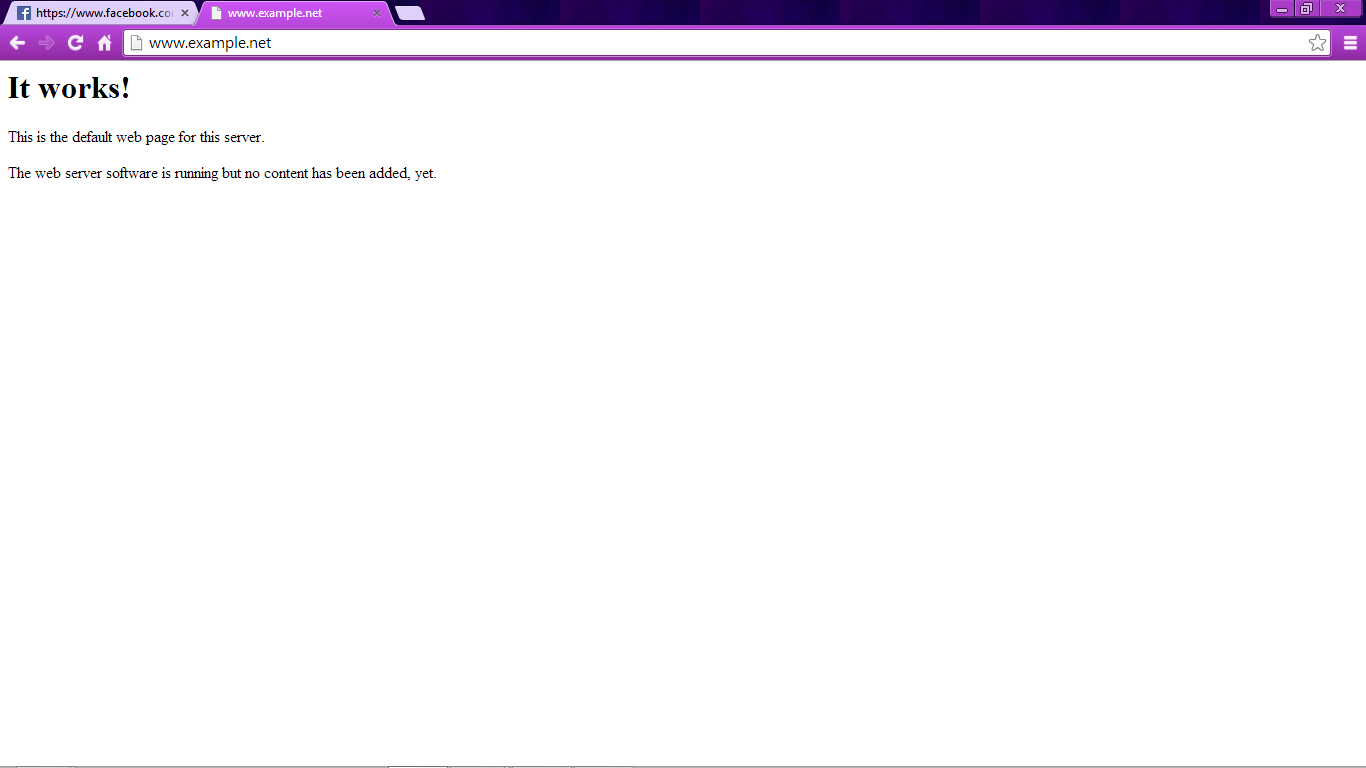 https://www.facebook.co
www.example.net
www.example.net
It works!
This is the default web page for this server.
The web server software is running but no content has been added, yet.